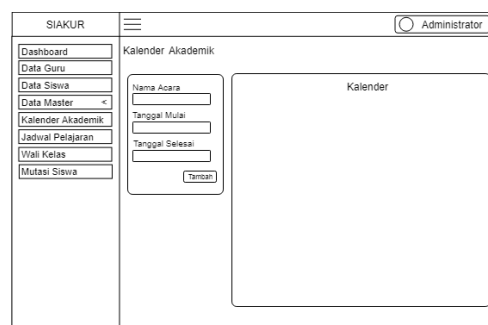 SIAKUR
Administrator
Dashboard
Data Guru
Data Siswa
Data Master <
Kalender Akademik
Jadwal Pelajaran
Wali Kelas
Mutasi Siswa
Kalender Akademik
Nama Acara
Tanggal Mulai
Tanggal Selesai
Tambah
Kalender